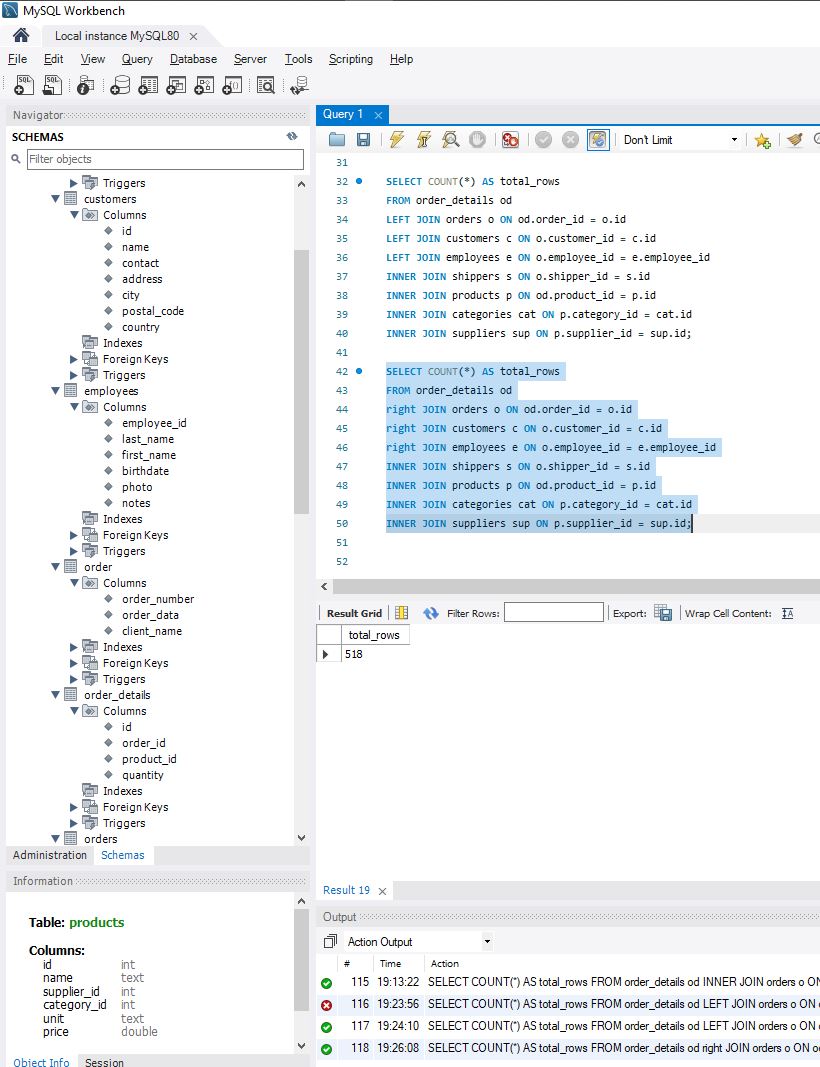 MySQL Workbench
Local instance MySQL80
File Edit View Query Database Server Tools Scripting Help
Navigator
SCHEMAS
Filter objects
Triggers
customers
Columns
id
name
contact
address
city
postal_code
country
Indexes
Foreign Keys
Triggers
employees
Columns
employee_id
last_name
first_name
birthdate
photo
notes
Indexes
Foreign Keys
Triggers
order
Columns
order_number
order_data
client_name
Indexes
Foreign Keys
Triggers
order_details
Columns
id
order_id
product_id
quantity
Indexes
Foreign Keys
Triggers
orders
Administration Schemas
Information
Table: products
Columns:
id int
name text
supplier_id int
category_id int
unit text
price double
Object Info Session
Query 1
Don't Limit
31
32 SELECT COUNT(*) AS total_rows
33 FROM order_details od
34 LEFT JOIN orders o ON od.order_id = o.id
35 LEFT JOIN customers c ON o.customer_id = c.id
36 LEFT JOIN employees e ON o.employee_id = e.employee_id
37 INNER JOIN shippers s ON o.shipper_id = s.id
38 INNER JOIN products p ON od.product_id = p.id
39 INNER JOIN categories cat ON p.category_id = cat.id
40 INNER JOIN suppliers sup ON p.supplier_id = sup.id;
41
42 SELECT COUNT(*) AS total_rows
43 FROM order_details od
44 right JOIN orders o ON od.order_id = o.id
45 right JOIN customers c ON o.customer_id = c.id
46 right JOIN employees e ON o.employee_id = e.employee_id
47 INNER JOIN shippers s ON o.shipper_id = s.id
48 INNER JOIN products p ON od.product_id = p.id
49 INNER JOIN categories cat ON p.category_id = cat.id
50 INNER JOIN suppliers sup ON p.supplier_id = sup.id;
51
52
Result Grid Filter Rows: Export: Wrap Cell Content: IA
total_rows
518
Result 19
Output
Action Output
# Time Action
115 19:13:22 SELECT COUNT(*) AS total_rows FROM order_details od INNER JOIN orders o ON
116 19:23:56 SELECT COUNT(*) AS total_rows FROM order_details od LEFT JOIN orders o ON
117 19:24:10 SELECT COUNT(*) AS total_rows FROM order_details od LEFT JOIN orders o ON
118 19:26:08 SELECT COUNT(*) AS total_rows FROM order_details od right JOIN orders o ON